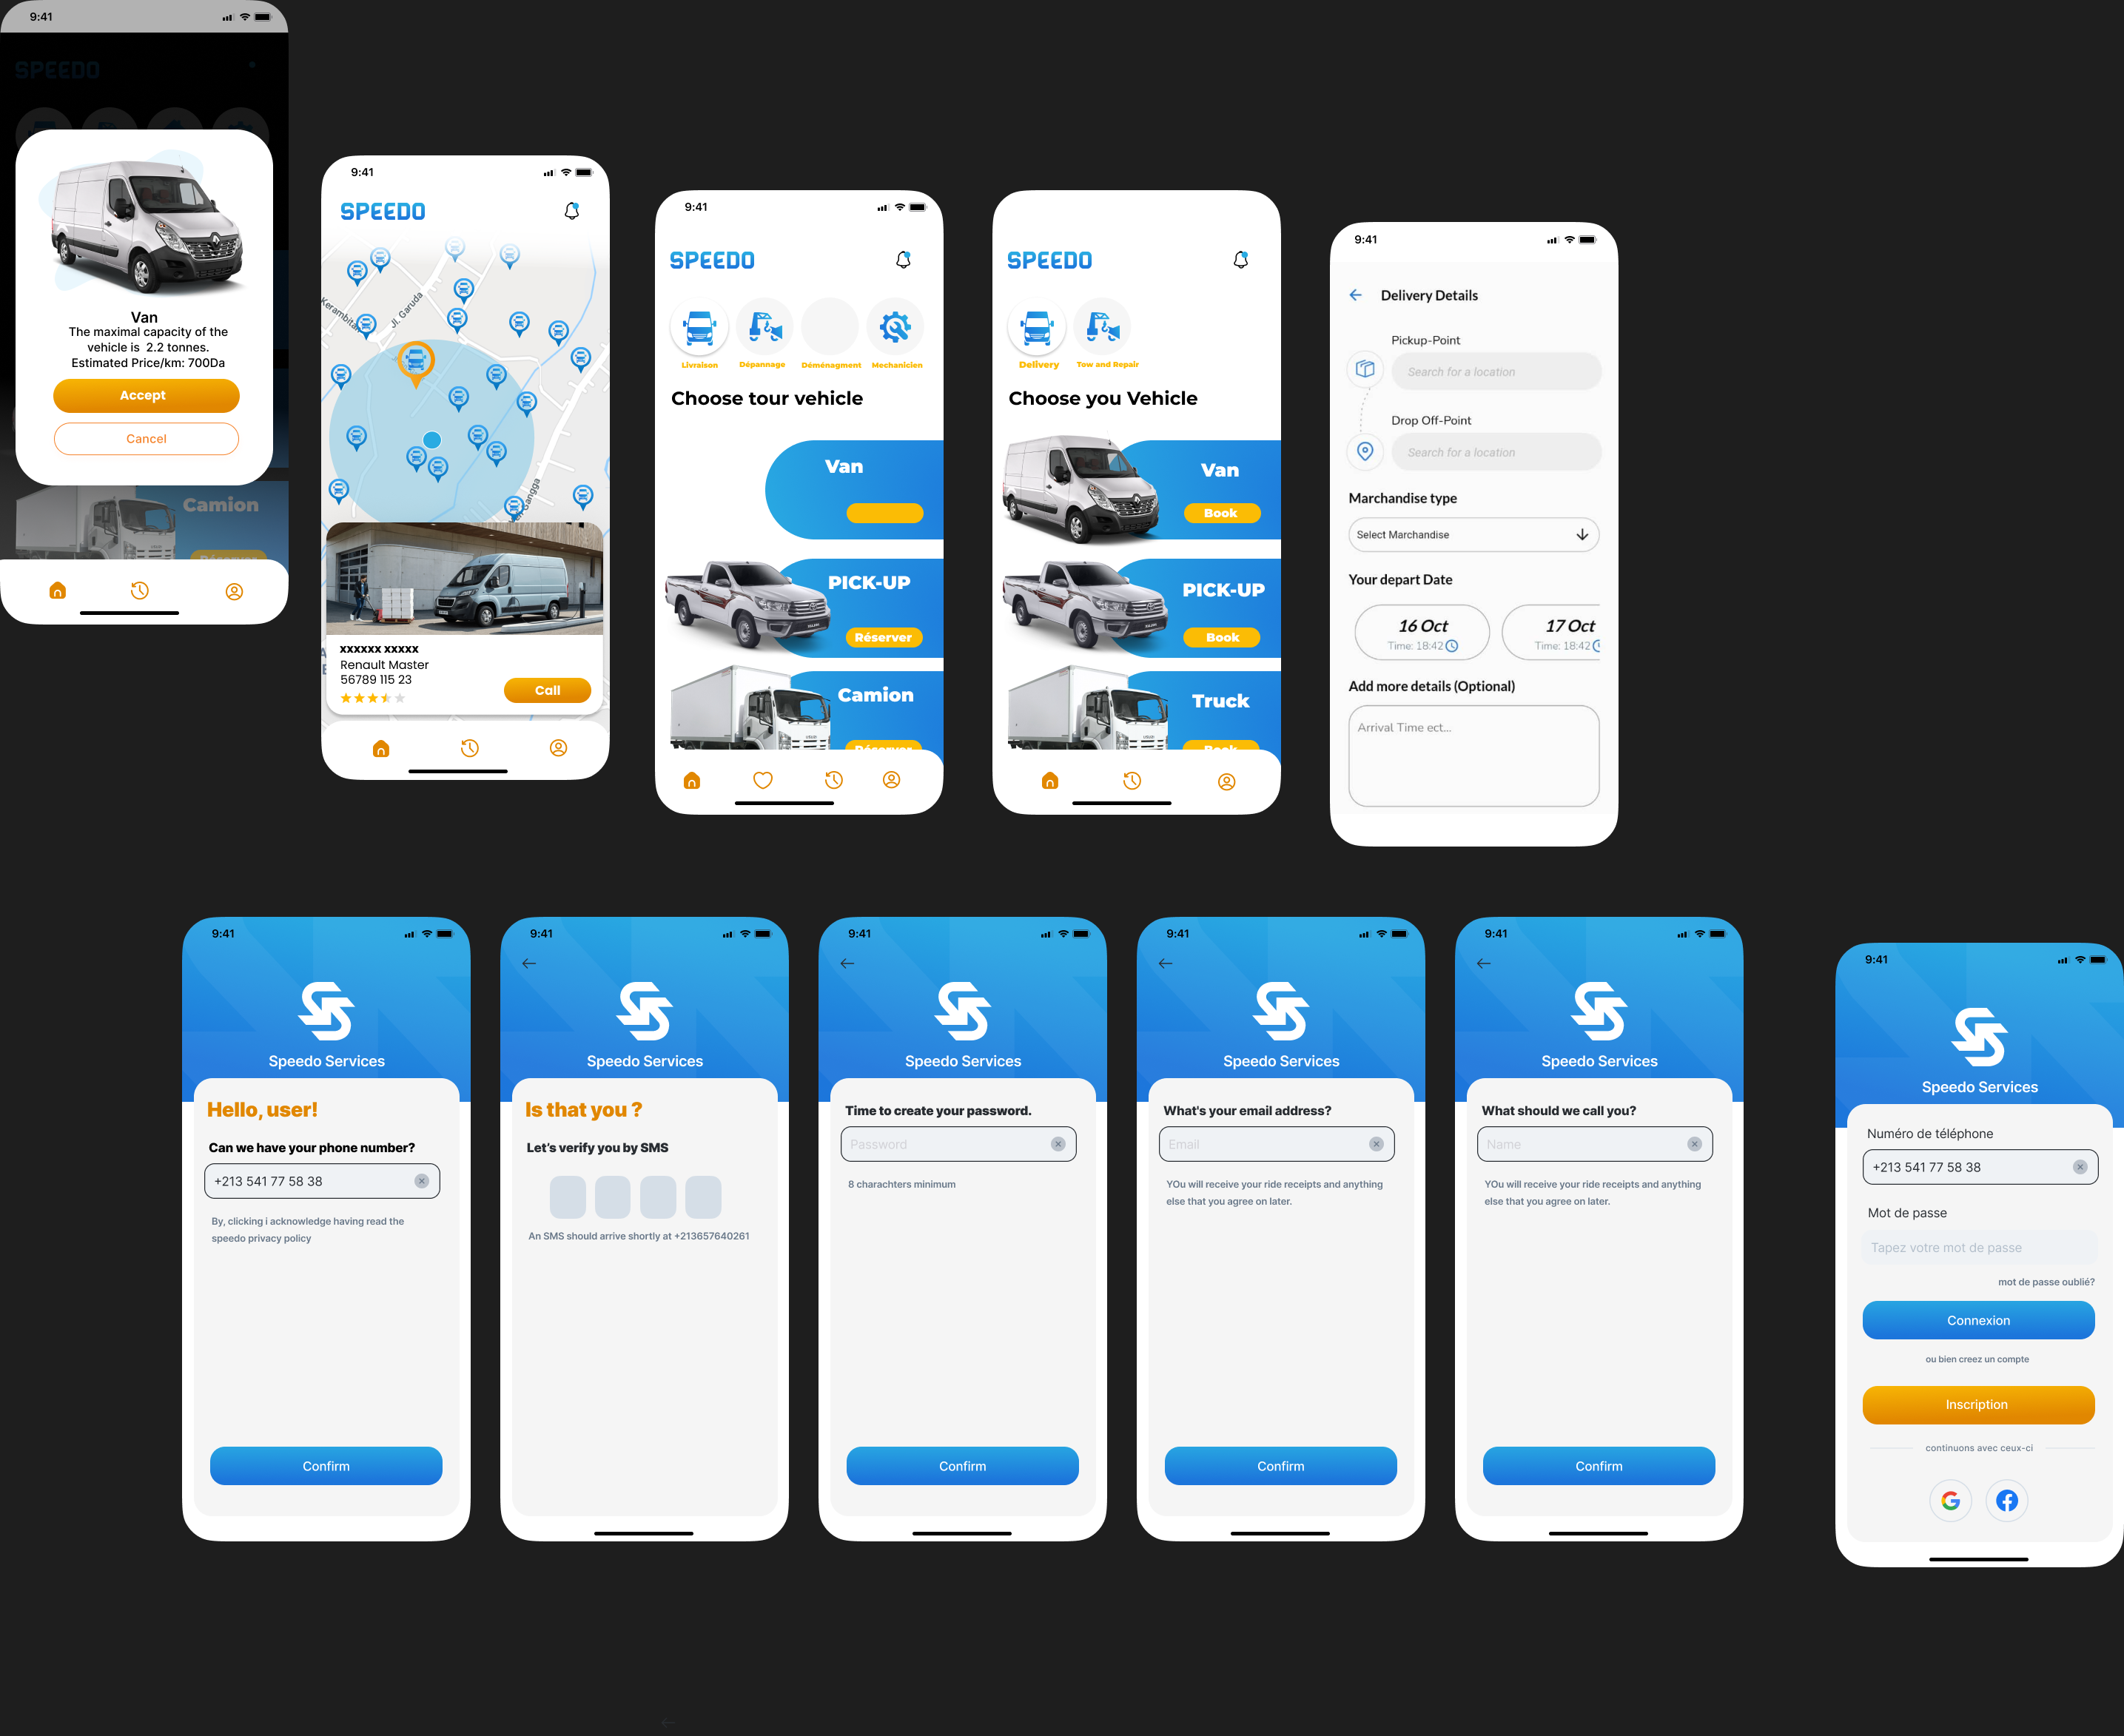 9:41
SPEEDO
Van
The maximal capacity of the
vehicle is 2.2 tonnes.
Estimated Price/km: 700Da
Accept
Cancel
Camion
Réserver
9:41
SPEEDO
Kerambitan
Jl. Garuda
xxxxxx xxxxx
Renault Master
56789 115 23
Call
9:41
SPEEDO
Livraison
Dépannage
Déménagment
Mechanicien
Choose tour vehicle
Van
PICK-UP
Réserver
Camion
Réserver
SPEEDO
Delivery
Tow and Repair
Choose you Vehicle
Van
Book
PICK-UP
Book
Truck
Book
9:41
Delivery Details
Pickup-Point
Search for a location
Drop Off-Point
Search for a location
Marchandise type
Select Marchandise
Your depart Date
16 Oct
Time: 18:42
17 Oct
Time: 18:42
Add more details (Optional)
Arrival Time ect...
9:41
Speedo Services
Hello, user!
Can we have your phone number?
+213 541 77 58 38
By, clicking i acknowledge having read the
speedo privacy policy
Confirm
9:41
Speedo Services
Is that you ?
Let's verify you by SMS
An SMS should arrive shortly at +213657640261
9:41
Speedo Services
Time to create your password.
Password
8 charachters minimum
Confirm
9:41
Speedo Services
What's your email address?
Email
YOu will receive your ride receipts and anything
else that you agree on later.
Confirm
9:41
Speedo Services
What should we call you?
Name
YOu will receive your ride receipts and anything
else that you agree on later.
Confirm
9:41
Speedo Services
Numéro de téléphone
+213 541 77 58 38
Mot de passe
Tapez votre mot de passe
mot de passe oublié?
Connexion
ou bien creez un compte
Inscription
continuons avec ceux-ci